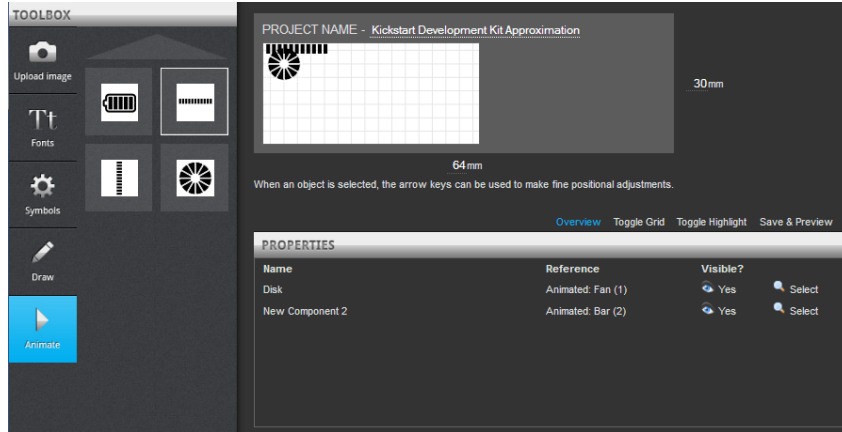 TOOLBOX
Upload image
Tt
Fonts
Symbols
Draw
Animate
PROJECT NAME - Kickstart Development Kit Approximation
30mm
64mm
When an object is selected, the arrow keys can be used to make fine positional adjustments.
Overview Toggle Grid Toggle Highlight Save & Preview
PROPERTIES
Name Reference Visible?
Disk Animated: Fan (1) Yes Select
New Component 2 Animated: Bar (2) Yes Select